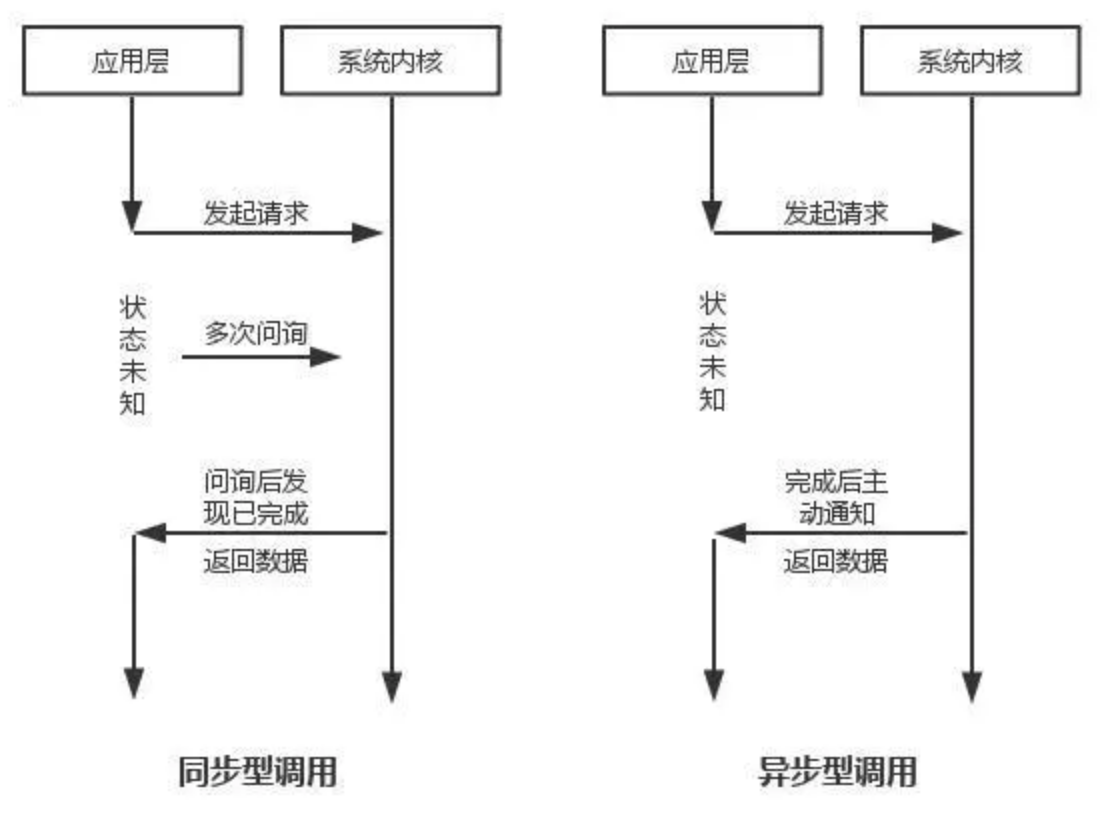 应用层
系统内核
发起请求
状态未知
多次问询
问询后发
现已完成
返回数据
同步型调用
应用层
系统内核
发起请求
状态未知
完成后主
动通知
返回数据
异步型调用